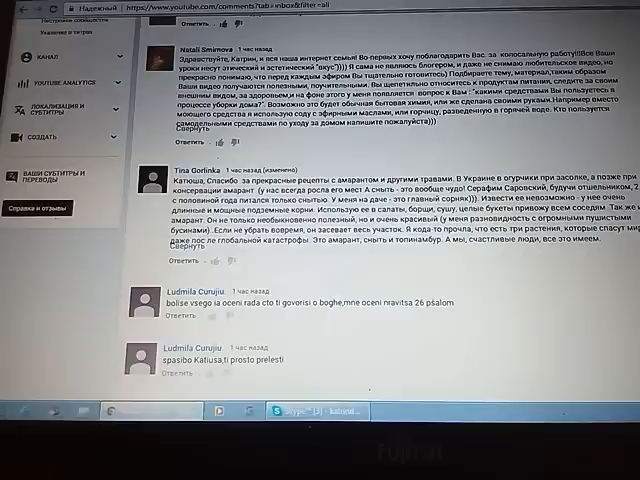 Надежный
https://www.youtube.com/comments?tab=inbox&filter=all
Настройки сообщества
Указание в титрах
КАНАЛ
YOUTUBE ANALYTICS
ЛОКАЛИЗАЦИЯ И
СУБТИТРЫ
СОЗДАТЬ
ВАШИ СУБТИТРЫ И
ПЕРЕВОДЫ
Справка и отзывы
Ответить
Natali Smirnova 1 час назад
Здравствуйте, Катрин, и вся наша интернет семья! Во-первых хочу поблагодарить Вас. за колосальную работу!!!Все Ваши
уроки несут этический и эстетический "вкус")))) Я сама не являюсь блогером, и даже не снимаю любительское видео, но
прекрасно понимаю, что перед каждым эфиром Вы тщательно готовитесь) Подбираете тему, материал,таким образом
Ваши видео получаются полезными, поучительными. Вы щепетильно относитесь к продуктам питания, следите за
внешним видом, за здоровьем,и на фоне этого у меня появляется вопрос к Вам : "какими средствами Вы пользуетесь в
процессе уборки дома?". Возможно это будет обычная бытовая химия, или же сделана своими руками.Например вместо
моющего средства я использую соду с эфирными маслами, или горчицу, разведенную в горячей воде. Кто пользуется
самодельными средствами по уходу за домом напишите пожалуйста)))
Свернуть
Ответить
Tina Gorlinka 1 час назад (изменено)
Катюша, Спасибо за прекрасные рецепты с амарантом и другими травами. В Украине в огурчики при засолке, а позже при
консервации амарант (у нас всегда росла его мест А сныть - это вообще чудо! Серафим Саровский, будучи отшельником, 2
с половиной года питался только снытью. У меня на даче - это главный сорняк))). Извести ее невозможно - у нее очень
длинные и мощные подземные корни. Использую ее в салаты, борщи, сушу, целые букеты привожу всем соседям. Так же и
амарант. Он не только необыкновенно полезный, но и очень красивый (у меня разновидность с огромными пушистыми
бусинами). Если не убрать вовремя, он засевает весь участок. Я кода-то прочла, что есть три растения, которые спасут мир
даже пос ле глобальной катастрофы. Это амарант, сныть и топинамбур. А мы, счастливые люди, все это имеем.
Свернуть
Ответить
Ludmila Curujiu 1 час назад
bolise vsego ia oceni rada cto ti govorisi o boghe,mne oceni nravitsa 26 pśalom
Ответить
Ludmila Curujiu 1 час назад
spasibo Katiusa,ti prosto prelesti
Ответить
Skype™ [3] - katund...
FUJITSU